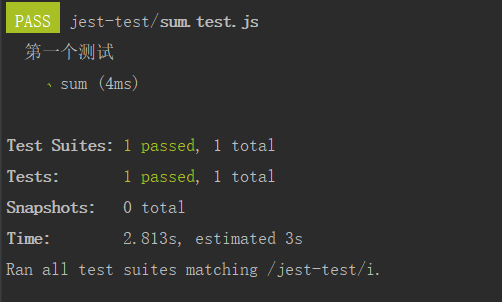 PASS jest-test/sum.test.js
第一个测试
√ sum (4ms)
Test Suites: 1 passed, 1 total
Tests: 1 passed, 1 total
Snapshots: 0 total
Time: 2.813s, estimated 3s
Ran all test suites matching /jest-test/i.